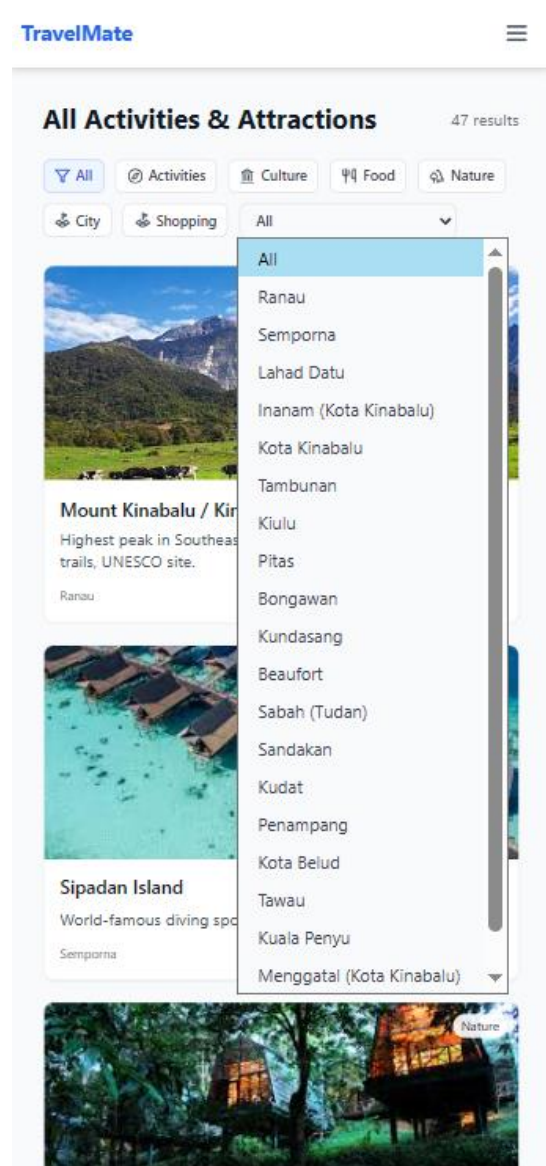 TravelMate
All Activities & Attractions
47 results
All
Activities
Culture
Food
Nature
City
Shopping
All
All
Ranau
Semporna
Lahad Datu
Inanam (Kota Kinabalu)
Kota Kinabalu
Tambunan
Kiulu
Pitas
Bongawan
Kundasang
Beaufort
Sabah (Tudan)
Sandakan
Kudat
Penampang
Kota Belud
Tawau
Kuala Penyu
Menggatal (Kota Kinabalu)
Mount Kinabalu /
Highest peak in
trails, UNESCO site.
Ranau
Sipadan Island
World-famous diving
Semporna
Nature